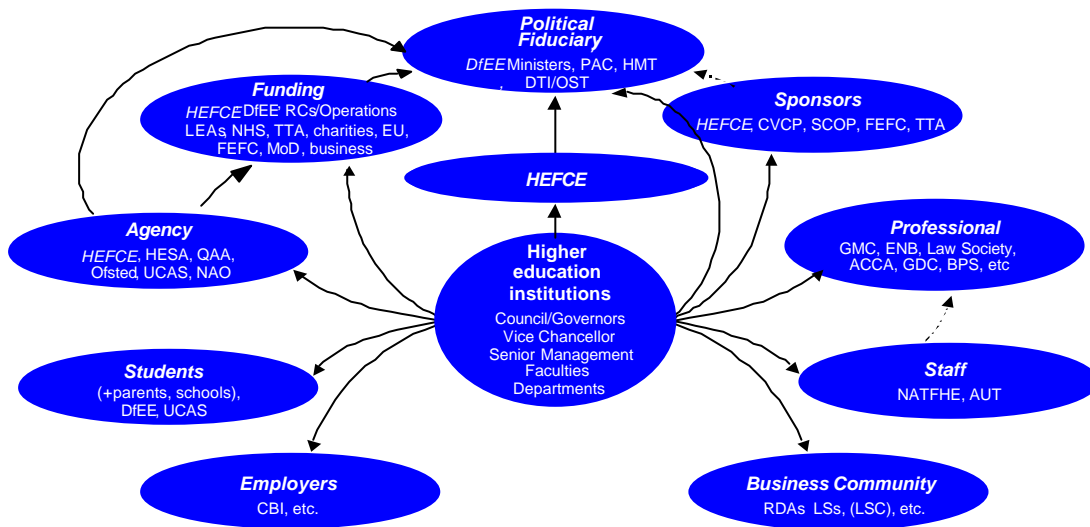 Political
Fiduciary
DfEE Ministers, PAC, HMT
, DTI/OST
Funding
HEFCE DfEE' RCs/Operations
LEAs, NHS, TTA, charities, EU,
FEFC, MoD, business
Sponsors
HEFCE, CVCP, SCOP, FEFC, TTA
HEFCE
Agency
HEFCE, HESA, QAA,
Ofsted, UCAS, NAO
Higher
education
institutions
Council/Governors
Vice Chancellor
Senior Management
Faculties
Departments
Professional
GMC, ENB, Law Society,
ACCA, GDC, BPS, etc
Students
(+parents, schools),
DfEE, UCAS
Staff
NATFHE, AUT
Employers
CBI, etc.
Business Community
RDAs LSs, (LSC), etc.